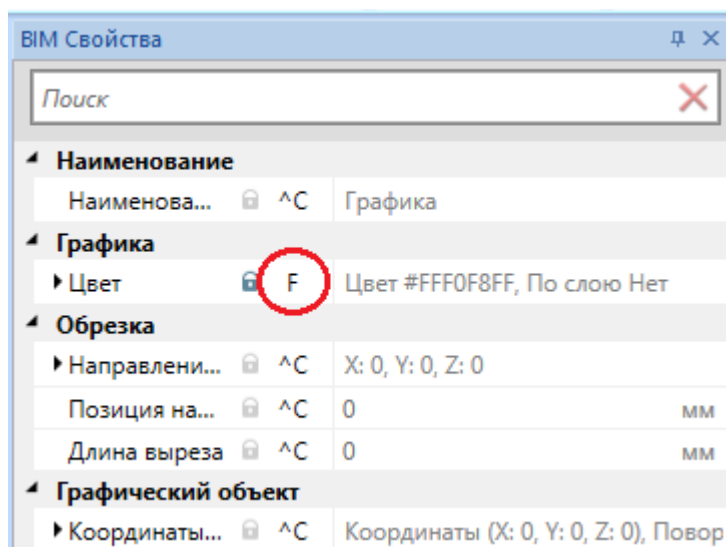 BIM Свойства
Поиск
Наименование
Наименова... ^C Графика
Графика
Цвет F Цвет #FFF0F8FF, По слою Нет
Обрезка
Направлени... ^C X: 0, Y: 0, Z: 0
Позиция на... ^C 0 мм
Длина выреза ^C 0 мм
Графический объект
Координаты... ^C Координаты (X: 0, Y: 0, Z: 0), Повор